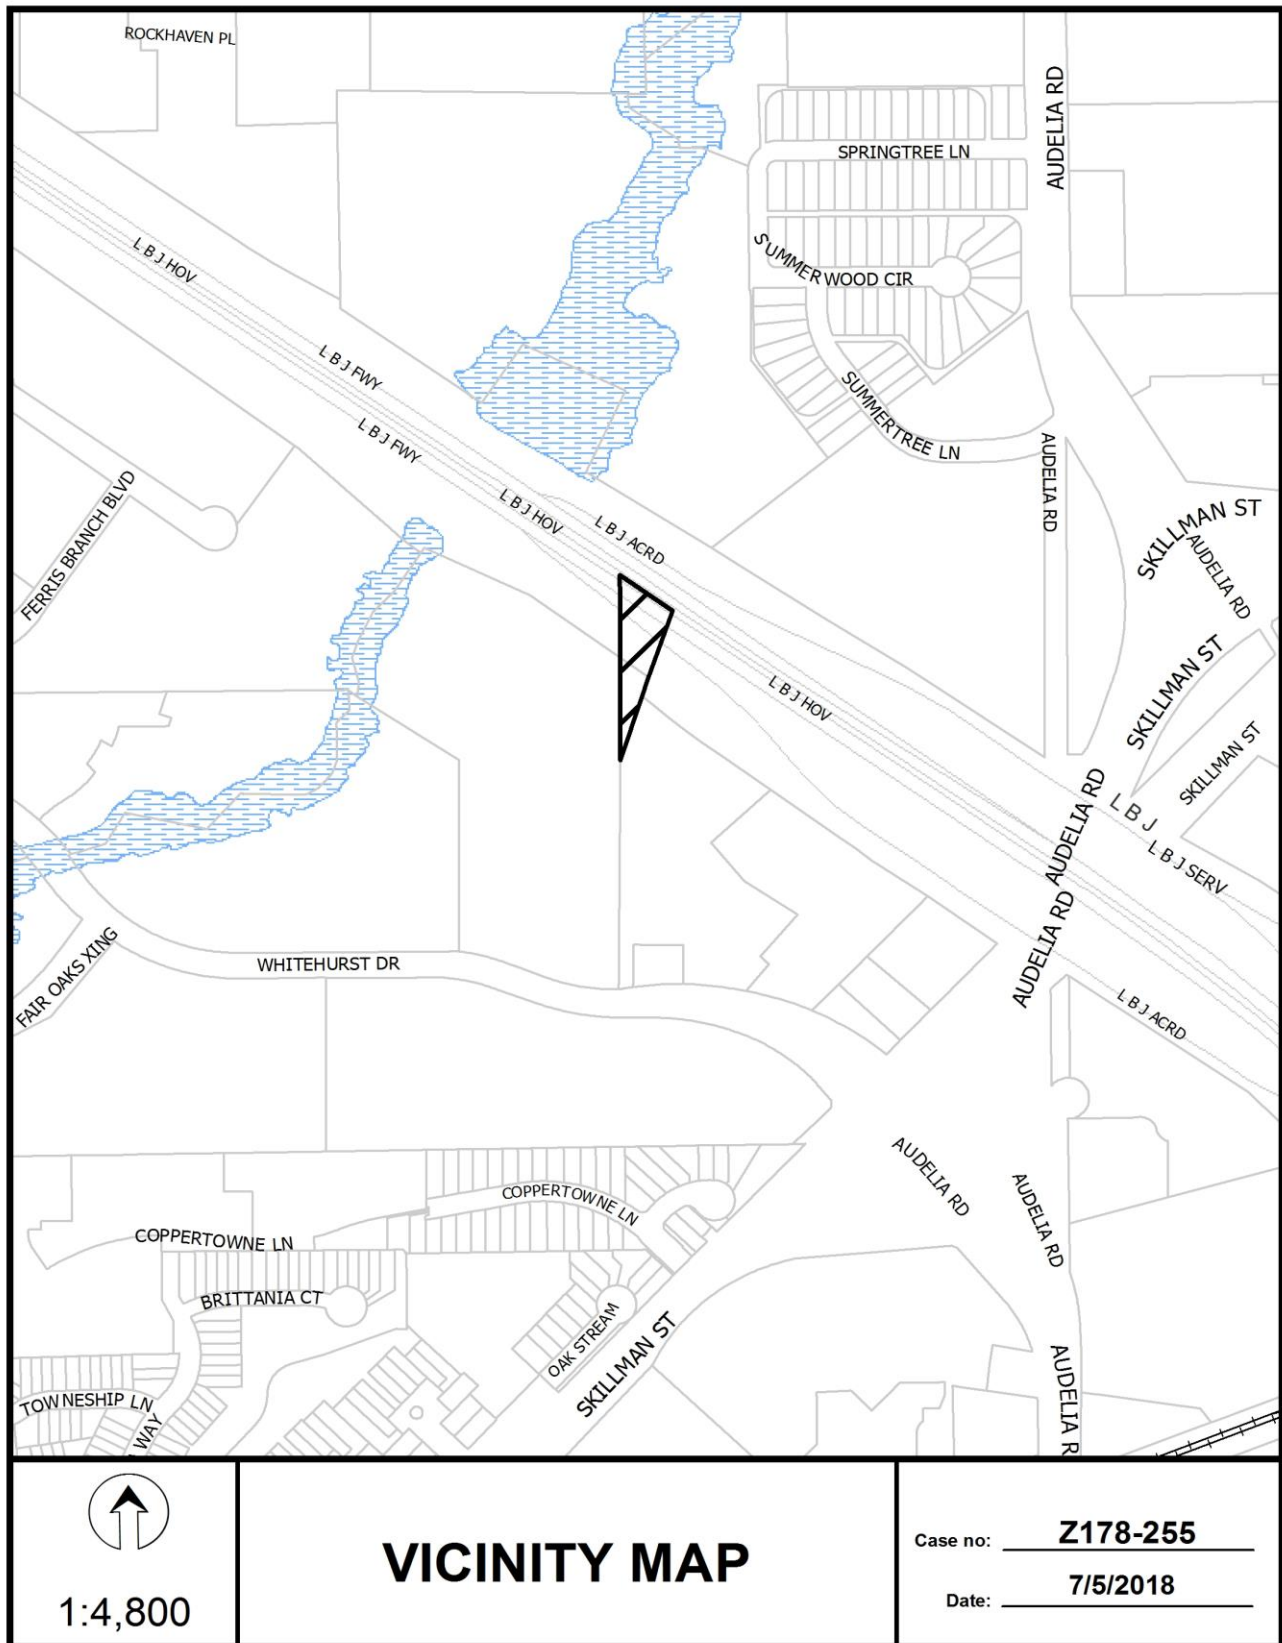 ROCKHAVEN PL
AUDELIA RD
SPRINGTREE LN
SUMMER WOOD CIR
L B J HOV
L B J FWY
L B J FWY
SUMMERTREE LN
AUDELIA RD
FERRIS BRANCH BLVD
L B J HOV
L B J ACRD
SKILLMAN ST
AUDELIA RD
SKILLMAN ST
L B J HOV
SKILLMAN ST
AUDELIA RD
L B J
L B J SERV
AUDELIA RD
FAIR OAKS XING
WHITEHURST DR
L B J ACRD
AUDELIA RD
AUDELIA RD
COPPERTOWNE LN
COPPERTOWNE LN
BRITTANIA CT
OAK STREAM
SKILLMAN ST
AUDELIA R
TOWNESHIP LN
WAY
1:4,800
VICINITY MAP
Case no: Z178-255
Date: 7/5/2018